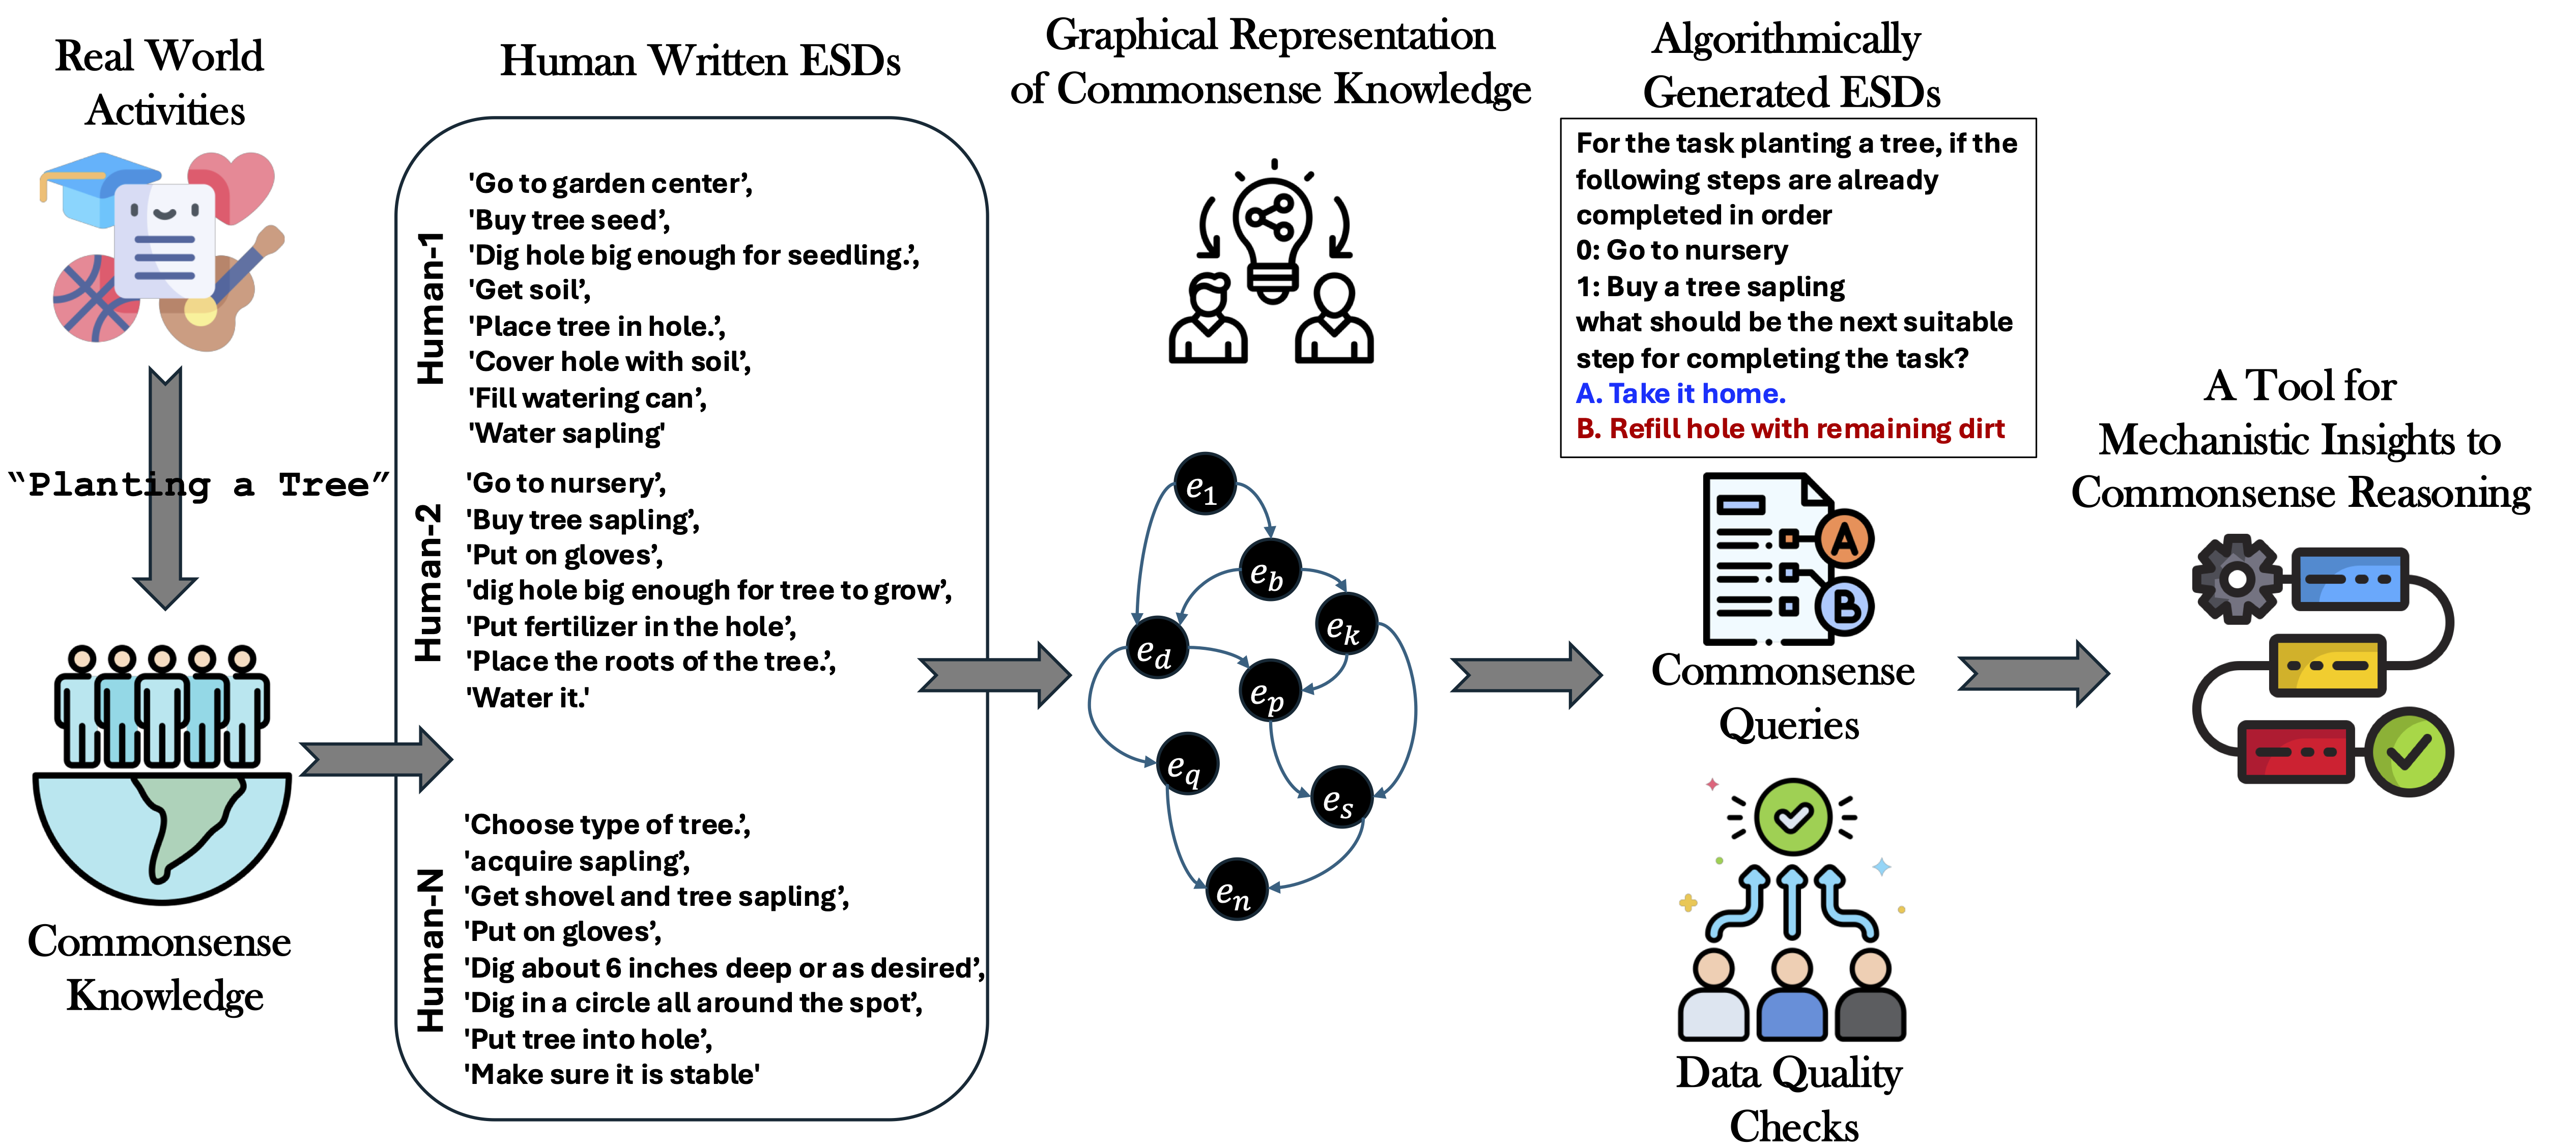 Real World
Activities
“Planting a Tree”
Commonsense
Knowledge
Human Written ESDs
Human-1
'Go to garden center’,
'Buy tree seed’,
'Dig hole big enough for seedling.’,
'Get soil’,
'Place tree in hole.’,
'Cover hole with soil’,
'Fill watering can’,
'Water sapling'
Human-2
'Go to nursery’,
'Buy tree sapling’,
'Put on gloves’,
'dig hole big enough for tree to grow’,
'Put fertilizer in the hole’,
'Place the roots of the tree.’,
'Water it.'
Human-N
'Choose type of tree.’,
'acquire sapling’,
'Get shovel and tree sapling’,
'Put on gloves’,
'Dig about 6 inches deep or as desired’,
'Dig in a circle all around the spot’,
'Put tree into hole’,
'Make sure it is stable'
Graphical Representation
of Commonsense Knowledge
e1
eb
ek
ed
ep
eq
es
en
Algorithmically
Generated ESDs
For the task planting a tree, if the
following steps are already
completed in order
0: Go to nursery
1: Buy a tree sapling
what should be the next suitable
step for completing the task?
A. Take it home.
B. Refill hole with remaining dirt
A
B
Commonsense
Queries
Data Quality
Checks
A Tool for
Mechanistic Insights to
Commonsense Reasoning